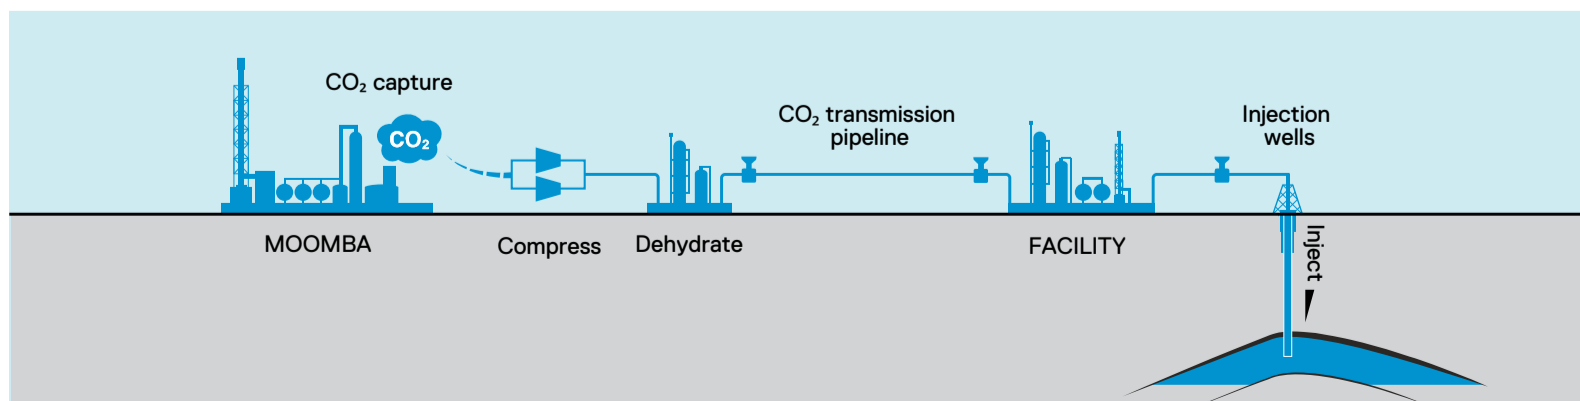 CO₂ capture
CO₂
CO₂ transmission
pipeline
Injection
wells
MOOMBA
Compress
Dehydrate
FACILITY
Inject